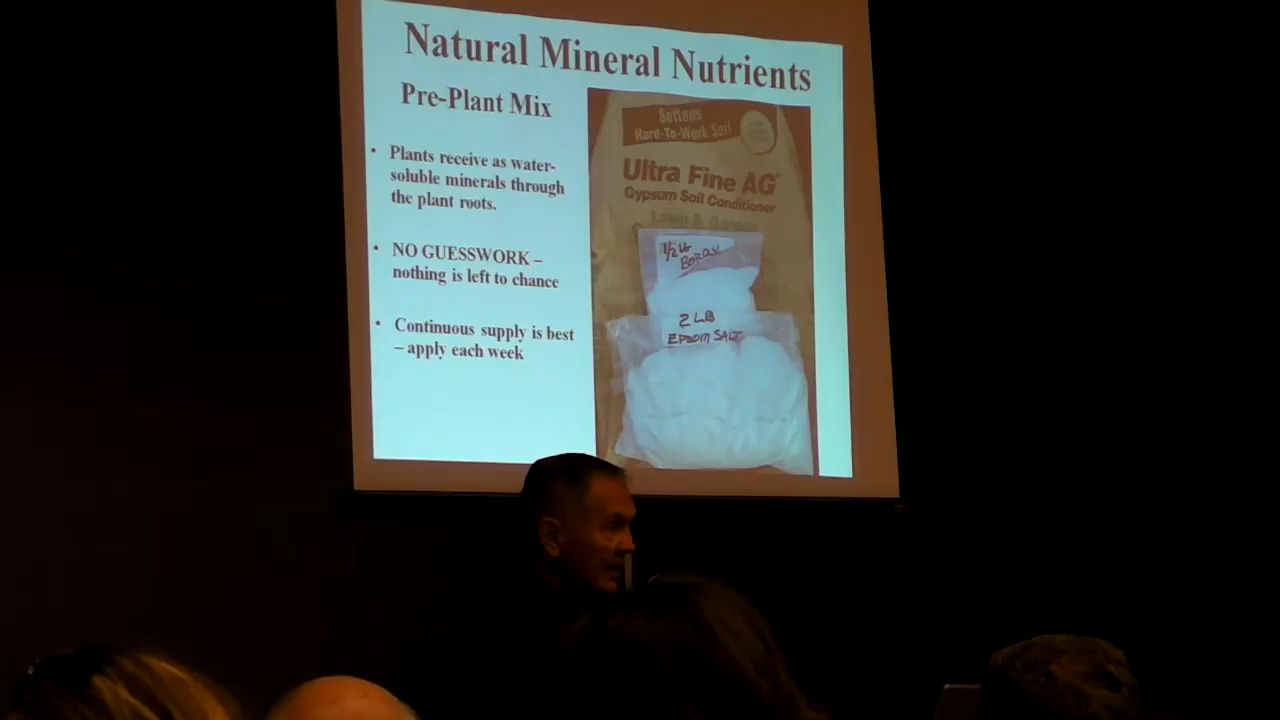 Natural Mineral Nutrients
Pre-Plant Mix
• Plants receive as water-
soluble minerals through
the plant roots.
• NO GUESSWORK –
nothing is left to chance
• Continuous supply is best
– apply each week
Softens
Hard-To-Work Soil
Ultra Fine AG
Gypsum Soil Conditioner
Lawn & Garden
1/2 lb
BORAX
2 LB
EPSOM SALT